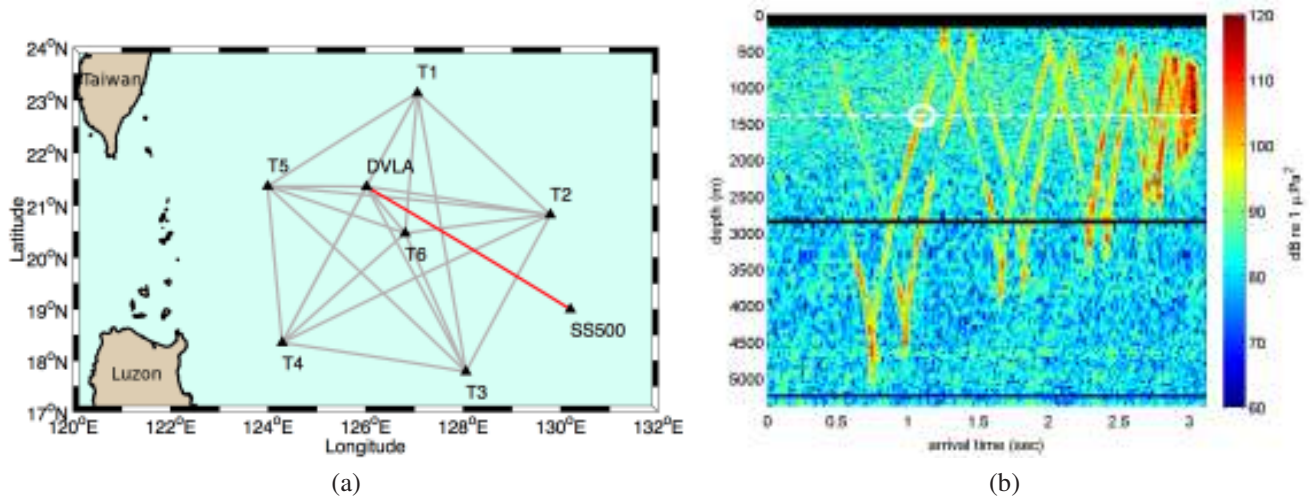 24°N
23°N
22°N
21°N
20°N
19°N
18°N
17°N
Latitude
Taiwan
Luzon
T1
T5
DVLA
T2
T6
SS500
T4
T3
120°E 122°E 124°E 126°E 128°E 130°E 132°E
Longitude
(a)
0
500
1000
1500
2000
2500
3000
3500
4000
4500
5000
depth (m)
0 0.5 1 1.5 2 2.5 3
arrival time (sec)
120
110
100
90
80
70
60
dB re 1 μPa²
(b)